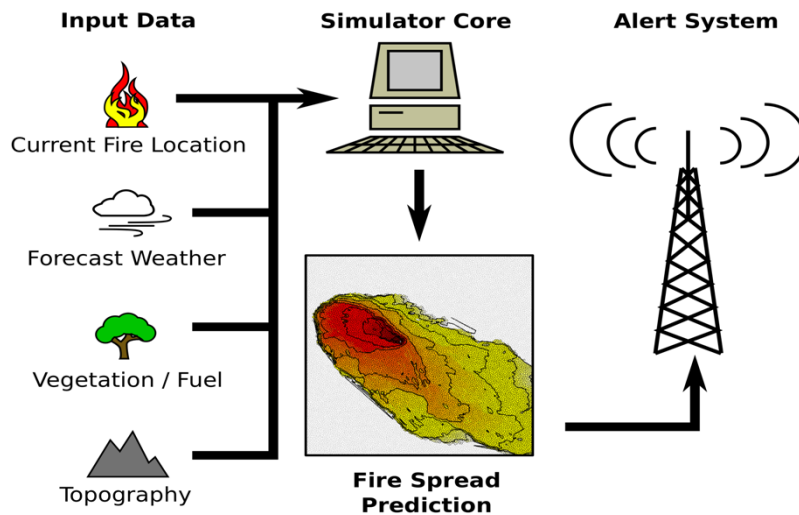 Input Data
Simulator Core
Alert System
Current Fire Location
Forecast Weather
Vegetation / Fuel
Topography
Fire Spread
Prediction